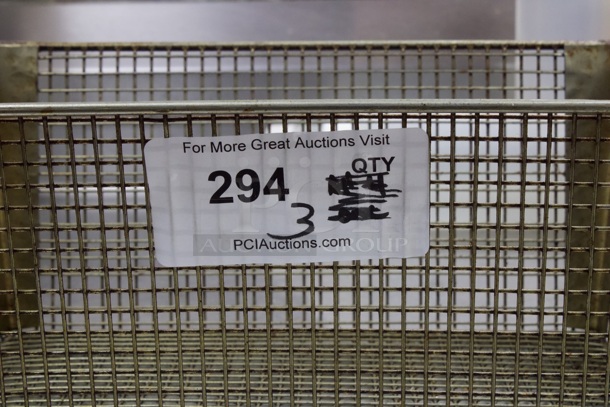 For More Great Auctions Visit
QTY
294
3
PCIAuctions.com